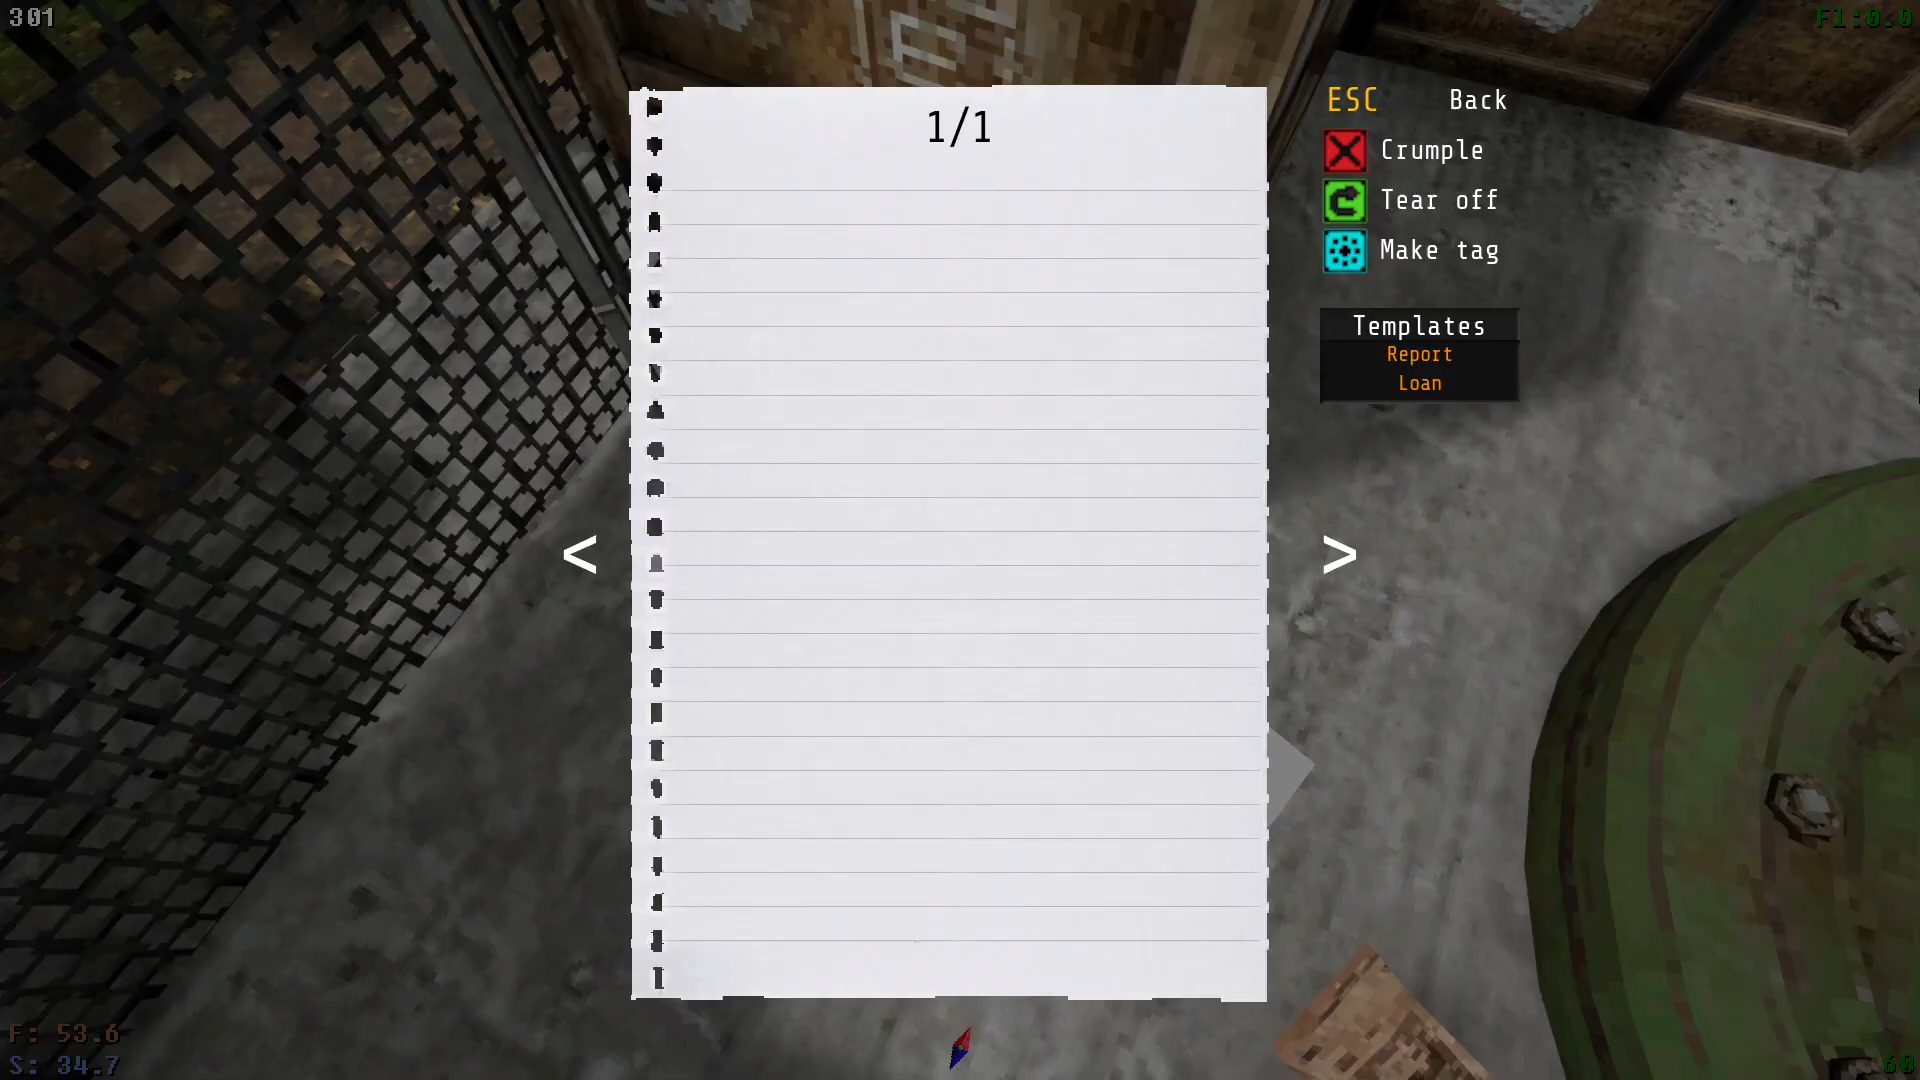 301
F1:0.0
1/1
ESC Back
Crumple
Tear off
Make tag
Templates
Report
Loan
< >
F: 53.6
S: 34.7
60